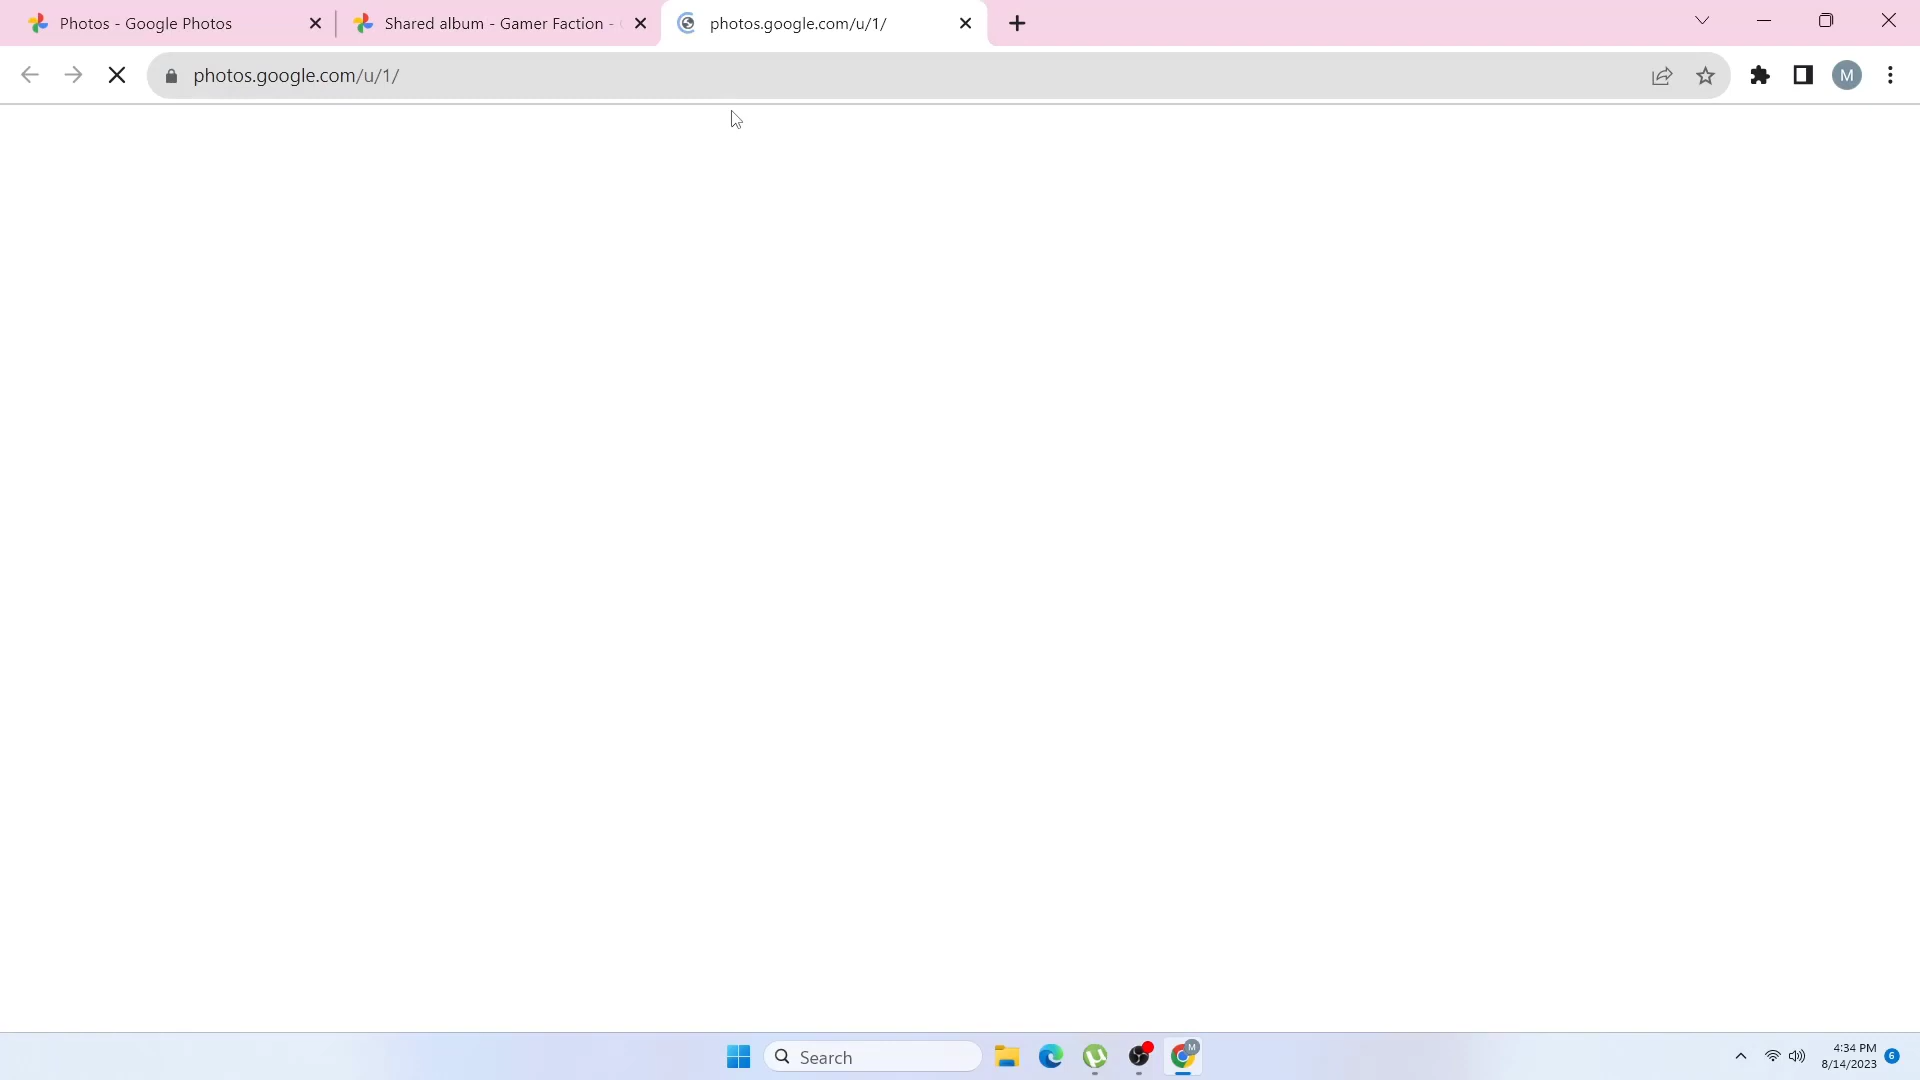 Photos - Google Photos
Shared album - Gamer Faction -
photos.google.com/u/1/
photos.google.com/u/1/
M
Search
M
4:34 PM
8/14/2023
6